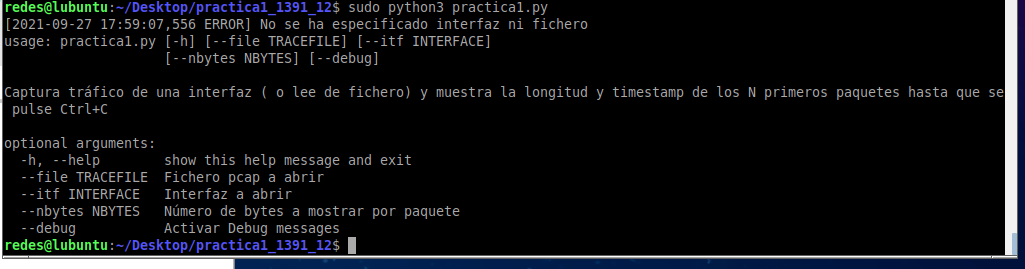 redes@lubuntu:~/Desktop/practica1_1391_12$ sudo python3 practica1.py
[2021-09-27 17:59:07,556 ERROR] No se ha especificado interfaz ni fichero
usage: practica1.py [-h] [--file TRACEFILE] [--itf INTERFACE]
                    [--nbytes NBYTES] [--debug]

Captura tráfico de una interfaz ( o lee de fichero) y muestra la longitud y timestamp de los N primeros paquetes hasta que se
 pulse Ctrl+C

optional arguments:
  -h, --help        show this help message and exit
  --file TRACEFILE  Fichero pcap a abrir
  --itf INTERFACE   Interfaz a abrir
  --nbytes NBYTES   Número de bytes a mostrar por paquete
  --debug           Activar Debug messages
redes@lubuntu:~/Desktop/practica1_1391_12$